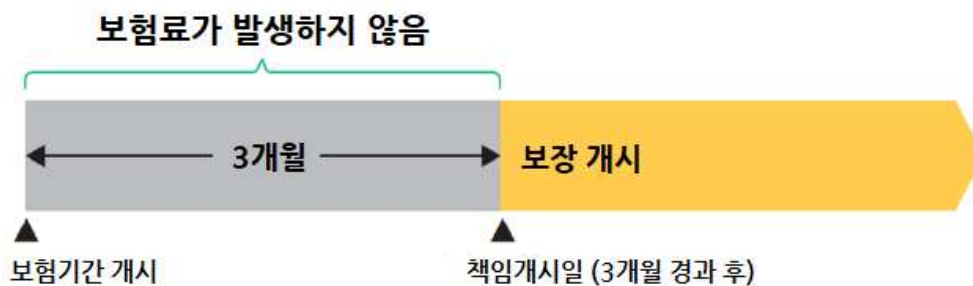 보험료가 발생하지 않음
3개월
보장 개시
보험기간 개시
책임개시일 (3개월 경과 후)